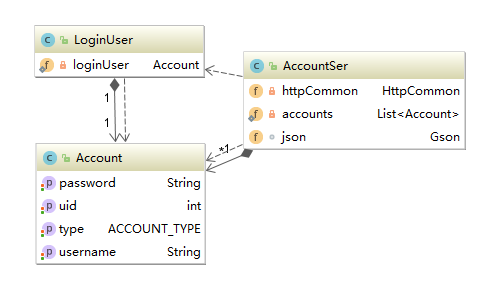 C LoginUser
f loginUser Account
C AccountSer
f httpCommon HttpCommon
f accounts List<Account>
f json Gson
1
1
*1
C Account
p password String
p uid int
p type ACCOUNT_TYPE
p username String